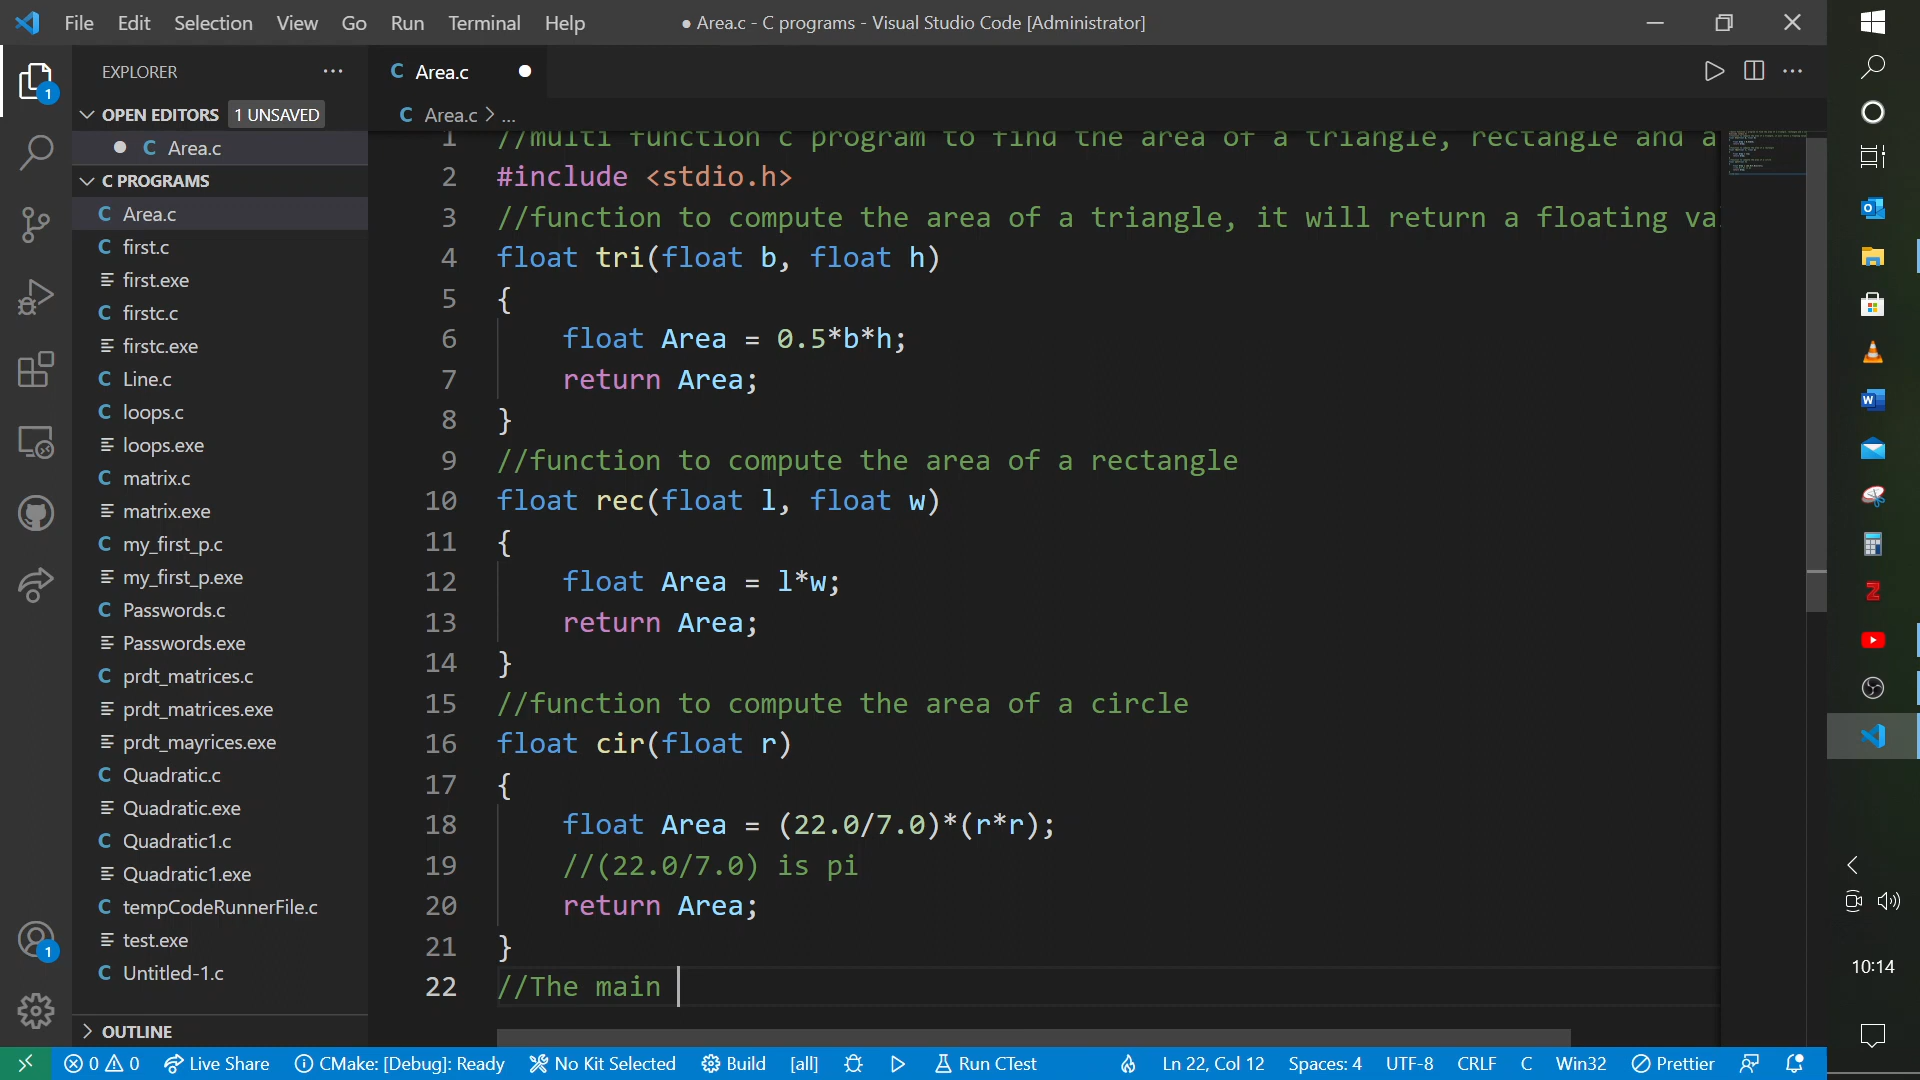 File Edit Selection View Go Run Terminal Help
● Area.c - C programs - Visual Studio Code [Administrator]
EXPLORER
OPEN EDITORS 1 UNSAVED
Area.c
C PROGRAMS
Area.c
first.c
first.exe
firstc.c
firstc.exe
Line.c
loops.c
loops.exe
matrix.c
matrix.exe
my_first_p.c
my_first_p.exe
Passwords.c
Passwords.exe
prdt_matrices.c
prdt_matrices.exe
prdt_mayrices.exe
Quadratic.c
Quadratic.exe
Quadratic1.c
Quadratic1.exe
tempCodeRunnerFile.c
test.exe
Untitled-1.c
OUTLINE
C Area.c
C Area.c > ...
1 //multi function c program to find the area of a triangle, rectangle and a
2 #include <stdio.h>
3 //function to compute the area of a triangle, it will return a floating va
4 float tri(float b, float h)
5 {
6 float Area = 0.5*b*h;
7 return Area;
8 }
9 //function to compute the area of a rectangle
10 float rec(float l, float w)
11 {
12 float Area = l*w;
13 return Area;
14 }
15 //function to compute the area of a circle
16 float cir(float r)
17 {
18 float Area = (22.0/7.0)*(r*r);
19 //(22.0/7.0) is pi
20 return Area;
21 }
22 //The main
0 0 Live Share CMake: [Debug]: Ready No Kit Selected Build [all] Run CTest Ln 22, Col 12 Spaces: 4 UTF-8 CRLF C Win32 Prettier
10:14